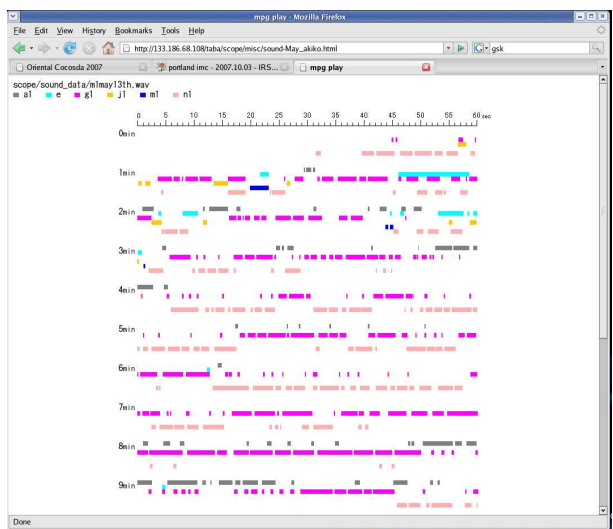 mpg play - Mozilla Firefox
File Edit View History Bookmarks Tools Help
http://133.186.68.108/taba/scope/misc/sound-May_akiko.html
gsk
Oriental Cocosda 2007
portland imc - 2007.10.03 - IRS...
mpg play
scope/sound_data/m1may13th.wav
a1 e g1 j1 m1 n1
0 5 10 15 20 25 30 35 40 45 50 55 60 sec
0min
1min
2min
3min
4min
5min
6min
7min
8min
9min
Done